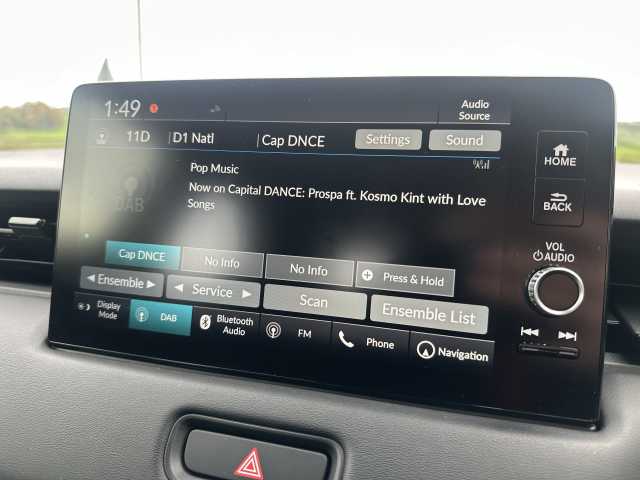 1:49
Audio
Source
11D D1 Natl Cap DNCE Settings Sound
HOME
Pop Music
Now on Capital DANCE: Prospa ft. Kosmo Kint with Love
Songs
DAB
BACK
VOL
AUDIO
Cap DNCE No Info No Info Press & Hold
Ensemble Service Scan Ensemble List
Display
Mode
DAB
Bluetooth
Audio
FM
Phone
Navigation